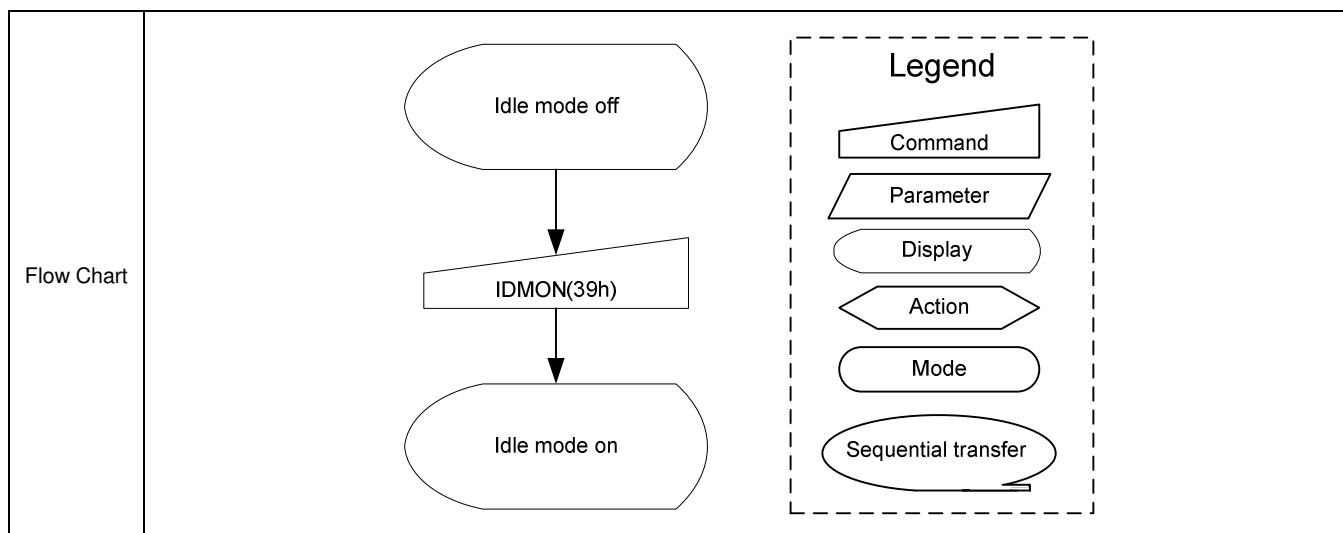 Flow Chart
Idle mode off
IDMON(39h)
Idle mode on
Legend
Command
Parameter
Display
Action
Mode
Sequential transfer